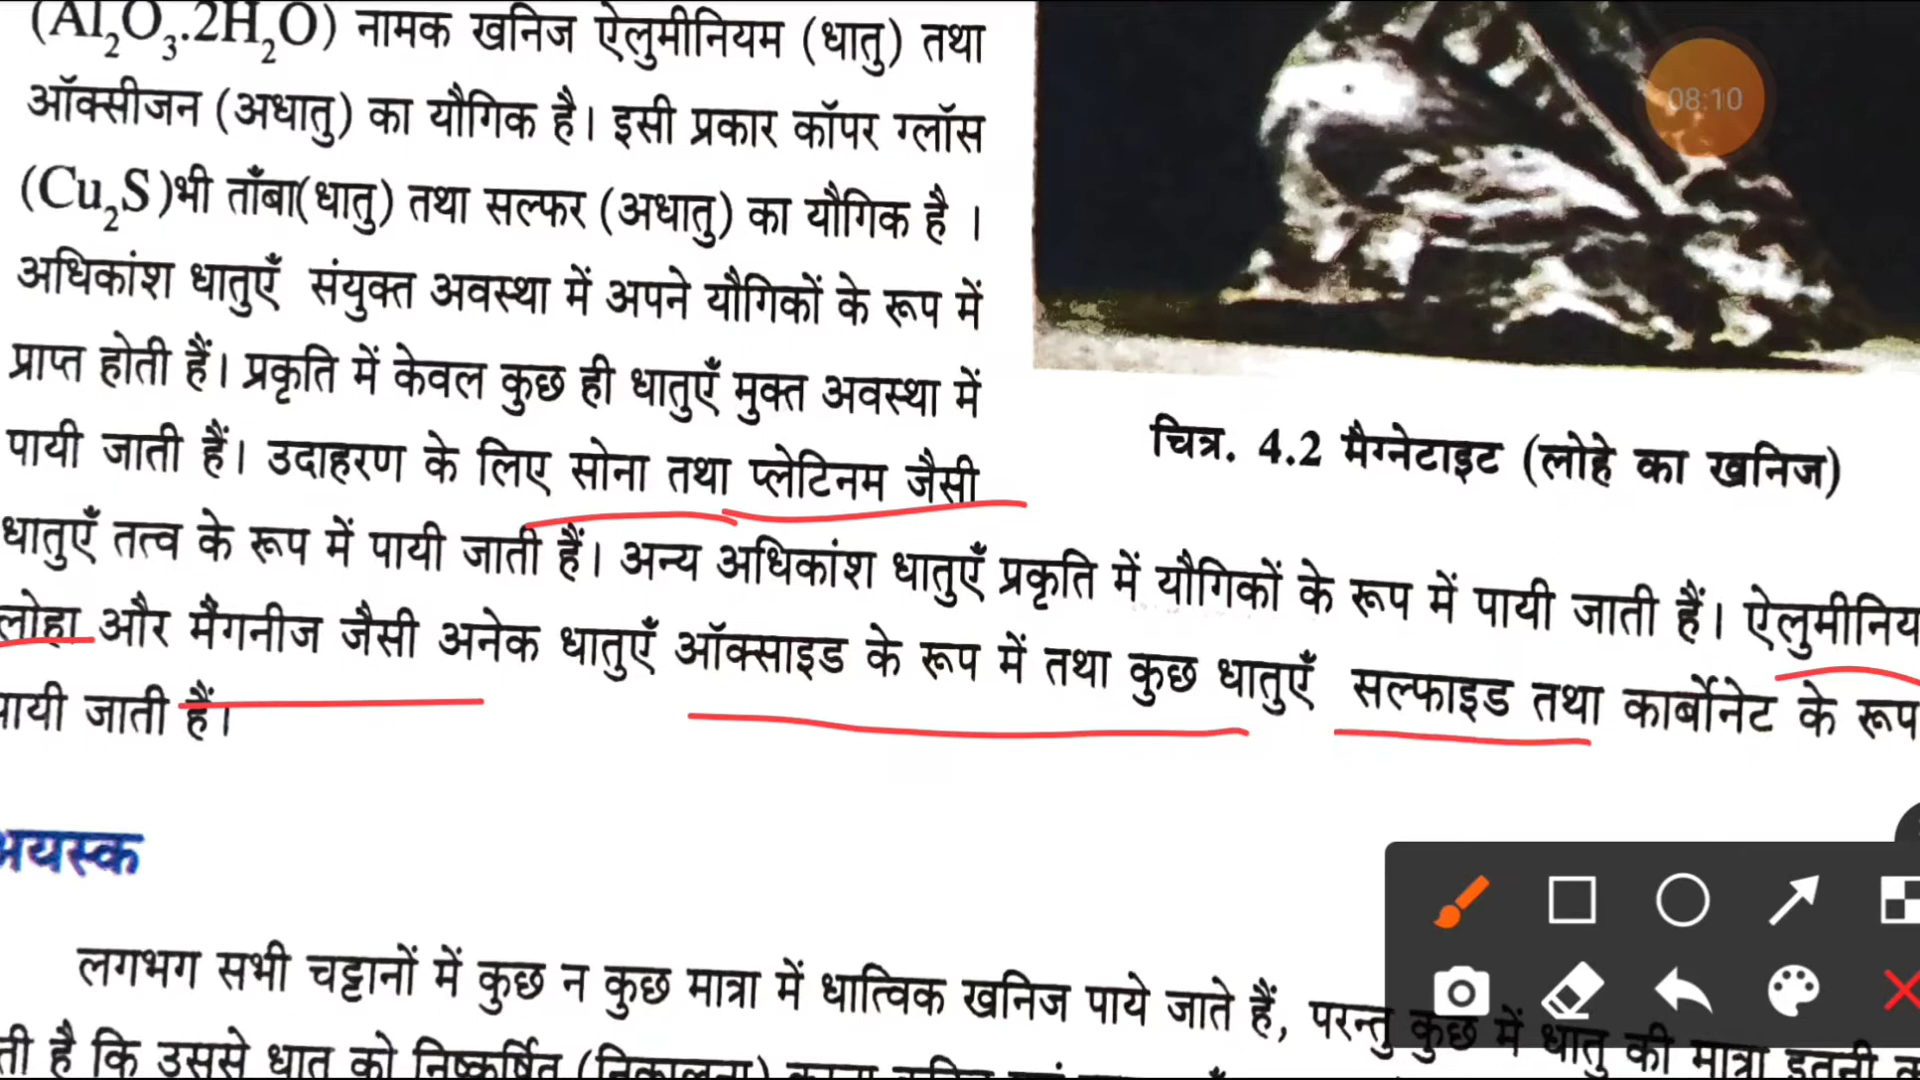 (Al₂O₃.2H₂O) नामक खनिज ऐलुमीनियम (धातु) तथा
ऑक्सीजन (अधातु) का यौगिक है। इसी प्रकार कॉपर ग्लॉस
(Cu₂S)भी ताँबा(धातु) तथा सल्फर (अधातु) का यौगिक है ।
अधिकांश धातुएँ संयुक्त अवस्था में अपने यौगिकों के रूप में
प्राप्त होती हैं। प्रकृति में केवल कुछ ही धातुएँ मुक्त अवस्था में
पायी जाती हैं। उदाहरण के लिए सोना तथा प्लेटिनम जैसी
धातुएँ तत्व के रूप में पायी जाती हैं। अन्य अधिकांश धातुएँ प्रकृति में यौगिकों के रूप में पायी जाती हैं। ऐलुमीनिय
लोहा और मैंगनीज जैसी अनेक धातुएँ ऑक्साइड के रूप में तथा कुछ धातुएँ सल्फाइड तथा कार्बोनेट के रूप
पायी जाती हैं।
08:10
चित्र. 4.2 मैग्नेटाइट (लोहे का खनिज)
अयस्क
लगभग सभी चट्टानों में कुछ न कुछ मात्रा में धात्विक खनिज पाये जाते हैं, परन्तु कुछ में धातु की मात्रा इतनी
ती है कि उससे धातु को निष्कर्षित (निकालना)